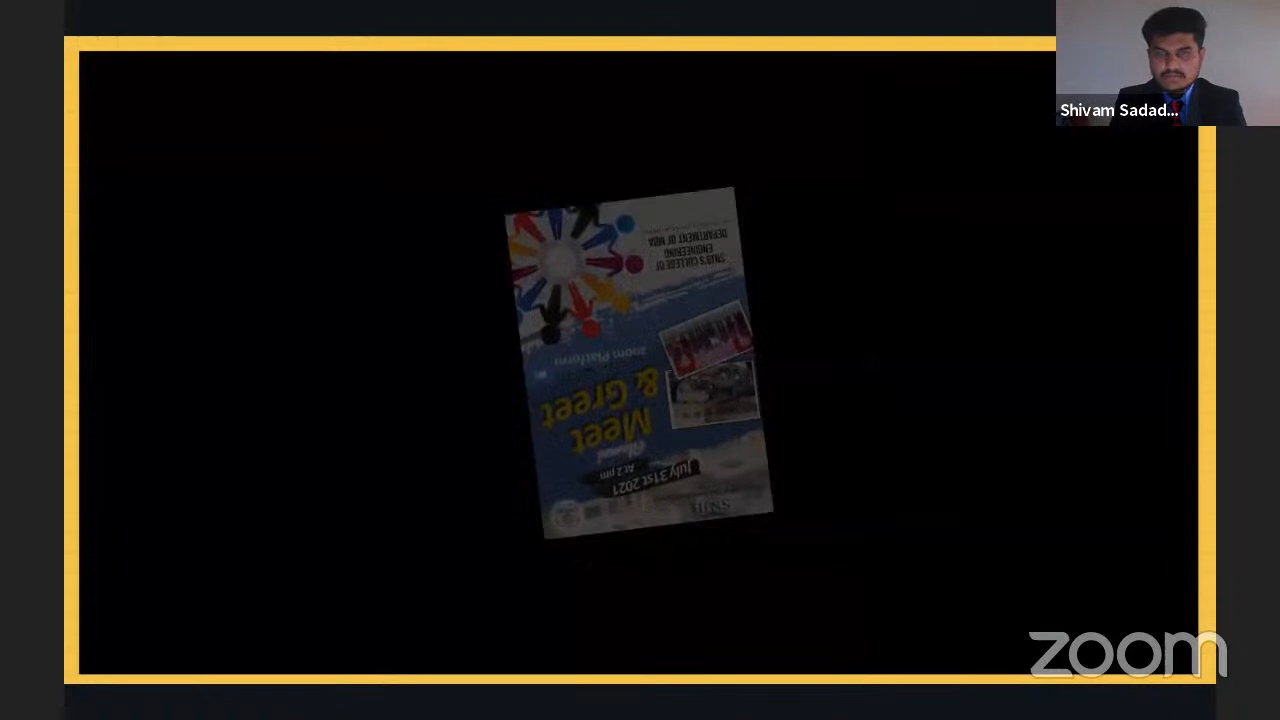 Shivam Sadad...
SNJB'S COLLEGE OF
ENGINEERING
DEPARTMENT OF MBA
zoom Platform
Meet
& Greet
Alumni
At 2 pm
July 31st 2021
SNJB
zoom